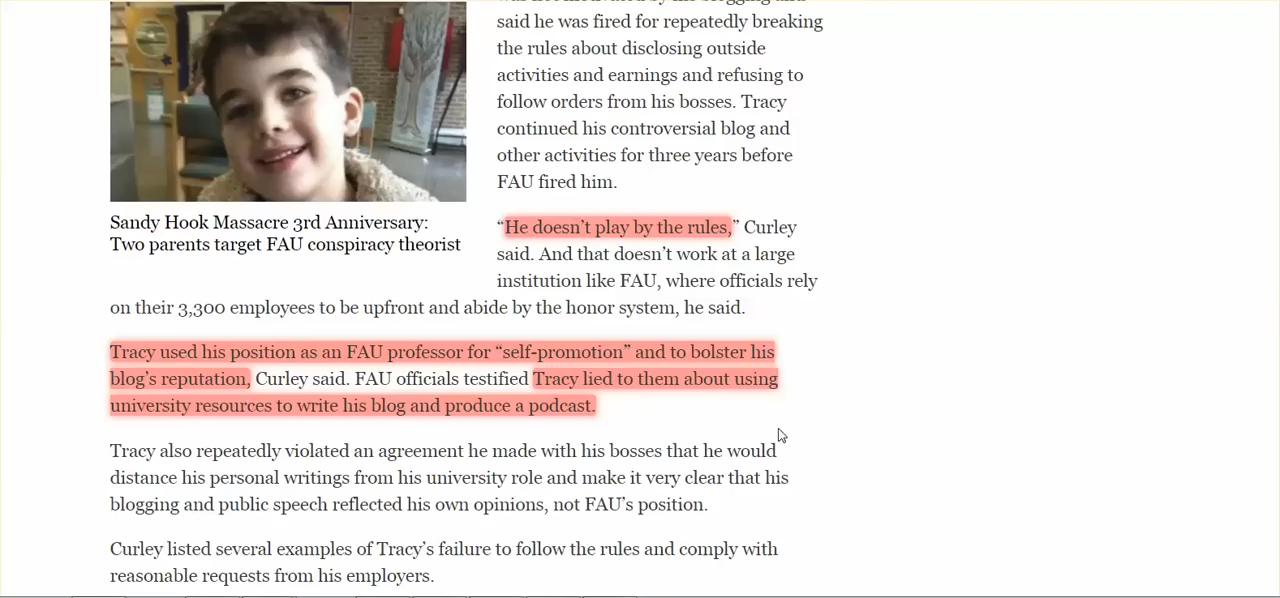 said he was fired for repeatedly breaking
the rules about disclosing outside
activities and earnings and refusing to
follow orders from his bosses. Tracy
continued his controversial blog and
other activities for three years before
FAU fired him.
Sandy Hook Massacre 3rd Anniversary:
Two parents target FAU conspiracy theorist
“He doesn’t play by the rules,” Curley
said. And that doesn’t work at a large
institution like FAU, where officials rely
on their 3,300 employees to be upfront and abide by the honor system, he said.
Tracy used his position as an FAU professor for “self-promotion” and to bolster his
blog’s reputation, Curley said. FAU officials testified Tracy lied to them about using
university resources to write his blog and produce a podcast.
Tracy also repeatedly violated an agreement he made with his bosses that he would
distance his personal writings from his university role and make it very clear that his
blogging and public speech reflected his own opinions, not FAU’s position.
Curley listed several examples of Tracy’s failure to follow the rules and comply with
reasonable requests from his employers.